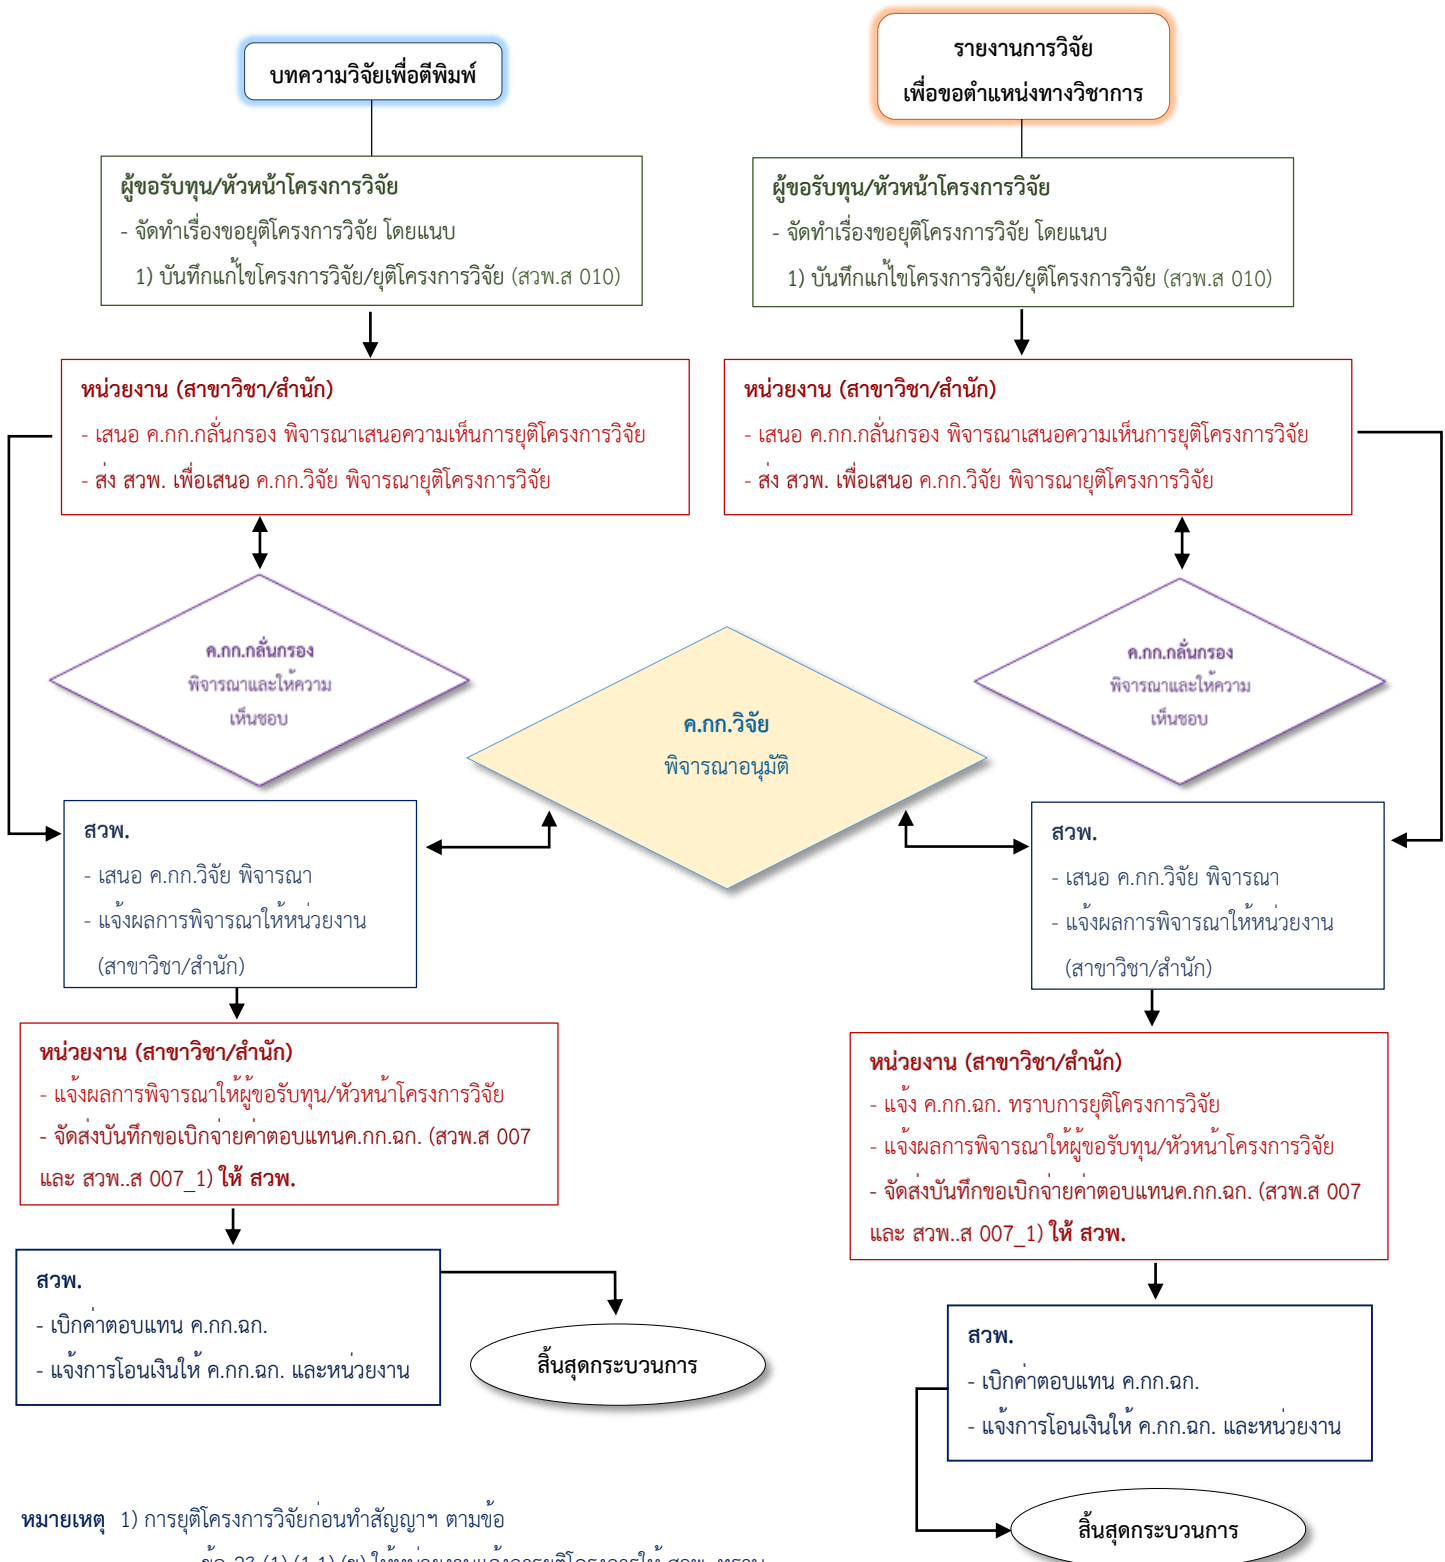 บทความวิจัยเพื่อตีพิมพ์
ผู้ขอรับทุน/หัวหน้าโครงการวิจัย
- จัดทำเรื่องขอยุติโครงการวิจัย โดยแนบ
1) บันทึกแก้ไขโครงการวิจัย/ยุติโครงการวิจัย (สวพ.ส 010)
หน่วยงาน (สาขาวิชา/สำนัก)
- เสนอ ค.กก.กลั่นกรอง พิจารณาเสนอความเห็นการยุติโครงการวิจัย
- ส่ง สวพ. เพื่อเสนอ ค.กก.วิจัย พิจารณายุติโครงการวิจัย
ค.กก.กลั่นกรอง
พิจารณาและให้ความ
เห็นชอบ
สวพ.
- เสนอ ค.กก.วิจัย พิจารณา
- แจ้งผลการพิจารณาให้หน่วยงาน
(สาขาวิชา/สำนัก)
หน่วยงาน (สาขาวิชา/สำนัก)
- แจ้งผลการพิจารณาให้ผู้ขอรับทุน/หัวหน้าโครงการวิจัย
- จัดส่งบันทึกขอเบิกจ่ายค่าตอบแทนค.กก.ฉก. (สวพ.ส 007
และ สวพ..ส 007_1) ให้ สวพ.
สวพ.
- เบิกค่าตอบแทน ค.กก.ฉก.
- แจ้งการโอนเงินให้ ค.กก.ฉก. และหน่วยงาน
สิ้นสุดกระบวนการ
ค.กก.วิจัย
พิจารณาอนุมัติ
รายงานการวิจัย
เพื่อขอตำแหน่งทางวิชาการ
ผู้ขอรับทุน/หัวหน้าโครงการวิจัย
- จัดทำเรื่องขอยุติโครงการวิจัย โดยแนบ
1) บันทึกแก้ไขโครงการวิจัย/ยุติโครงการวิจัย (สวพ.ส 010)
หน่วยงาน (สาขาวิชา/สำนัก)
- เสนอ ค.กก.กลั่นกรอง พิจารณาเสนอความเห็นการยุติโครงการวิจัย
- ส่ง สวพ. เพื่อเสนอ ค.กก.วิจัย พิจารณายุติโครงการวิจัย
ค.กก.กลั่นกรอง
พิจารณาและให้ความ
เห็นชอบ
สวพ.
- เสนอ ค.กก.วิจัย พิจารณา
- แจ้งผลการพิจารณาให้หน่วยงาน
(สาขาวิชา/สำนัก)
หน่วยงาน (สาขาวิชา/สำนัก)
- แจ้ง ค.กก.ฉก. ทราบการยุติโครงการวิจัย
- แจ้งผลการพิจารณาให้ผู้ขอรับทุน/หัวหน้าโครงการวิจัย
- จัดส่งบันทึกขอเบิกจ่ายค่าตอบแทนค.กก.ฉก. (สวพ.ส 007
และ สวพ..ส 007_1) ให้ สวพ.
สวพ.
- เบิกค่าตอบแทน ค.กก.ฉก.
- แจ้งการโอนเงินให้ ค.กก.ฉก. และหน่วยงาน
สิ้นสุดกระบวนการ
หมายเหตุ 1) การยุติโครงการวิจัยก่อนทำสัญญาฯ ตามข้อ